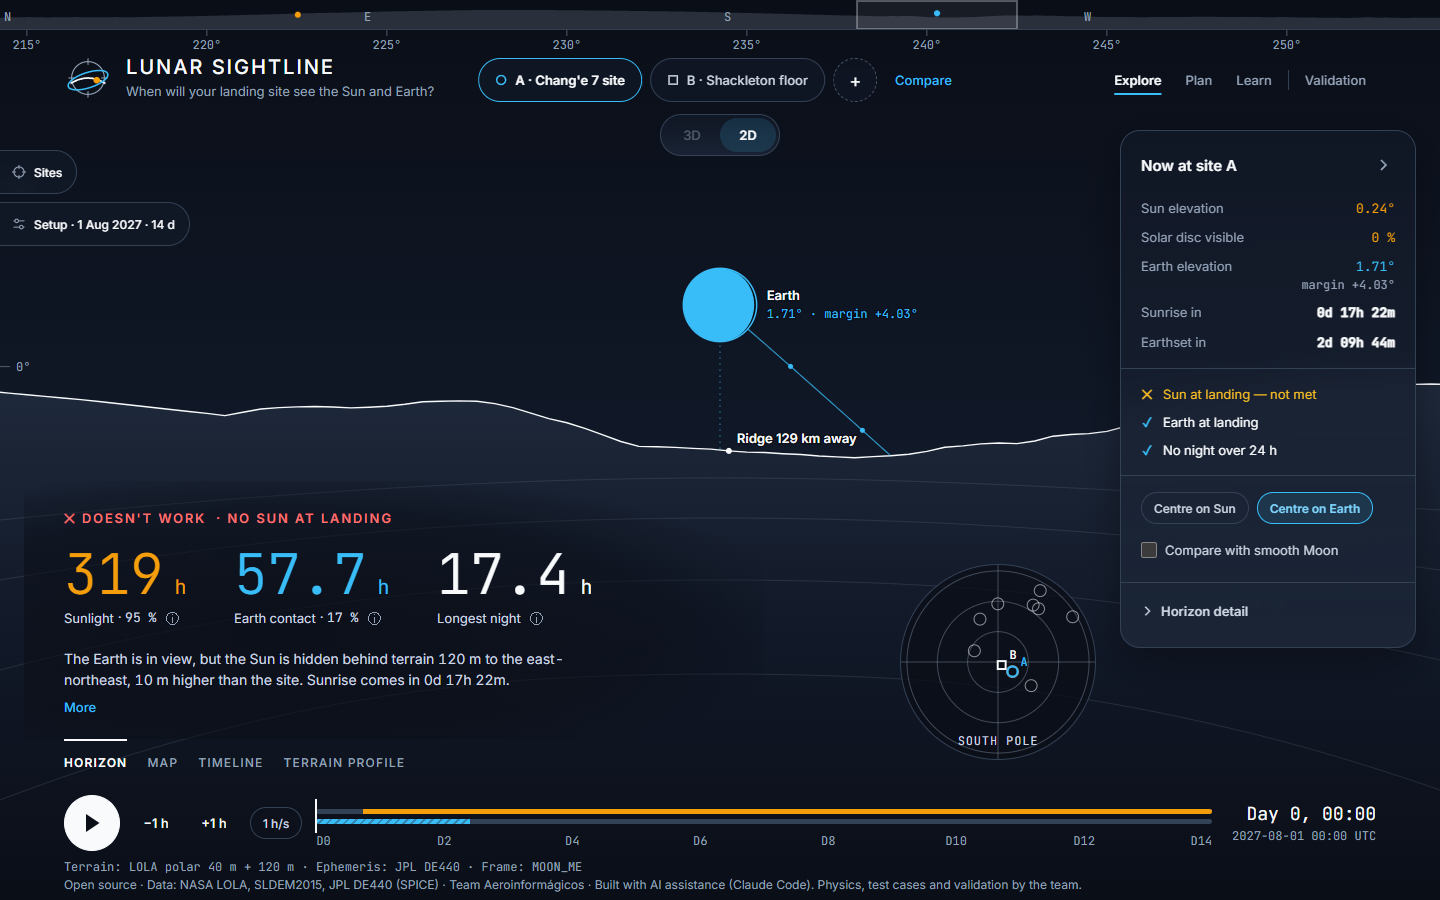 N E S W
215° 220° 225° 230° 235° 240° 245° 250°
LUNAR SIGHTLINE
When will your landing site see the Sun and Earth?
A · Chang'e 7 site
B · Shackleton floor
+
Compare
Explore Plan Learn Validation
3D 2D
Sites
Setup · 1 Aug 2027 · 14 d
Now at site A
Sun elevation 0.24°
Solar disc visible 0 %
Earth elevation 1.71°
margin +4.03°
Sunrise in 0d 17h 22m
Earthset in 2d 09h 44m
Sun at landing — not met
Earth at landing
No night over 24 h
Centre on Sun Centre on Earth
Compare with smooth Moon
Horizon detail
Earth
1.71° · margin +4.03°
0°
Ridge 129 km away
DOESN'T WORK · NO SUN AT LANDING
319 h 57.7 h 17.4 h
Sunlight · 95 % Earth contact · 17 % Longest night
The Earth is in view, but the Sun is hidden behind terrain 120 m to the east-
northeast, 10 m higher than the site. Sunrise comes in 0d 17h 22m.
More
B
A
SOUTH POLE
HORIZON MAP TIMELINE TERRAIN PROFILE
−1 h +1 h 1 h/s
D0 D2 D4 D6 D8 D10 D12 D14
Day 0, 00:00
2027-08-01 00:00 UTC
Terrain: LOLA polar 40 m + 120 m · Ephemeris: JPL DE440 · Frame: MOON_ME
Open source · Data: NASA LOLA, SLDEM2015, JPL DE440 (SPICE) · Team Aeroinformágicos · Built with AI assistance (Claude Code). Physics, test cases and validation by the team.